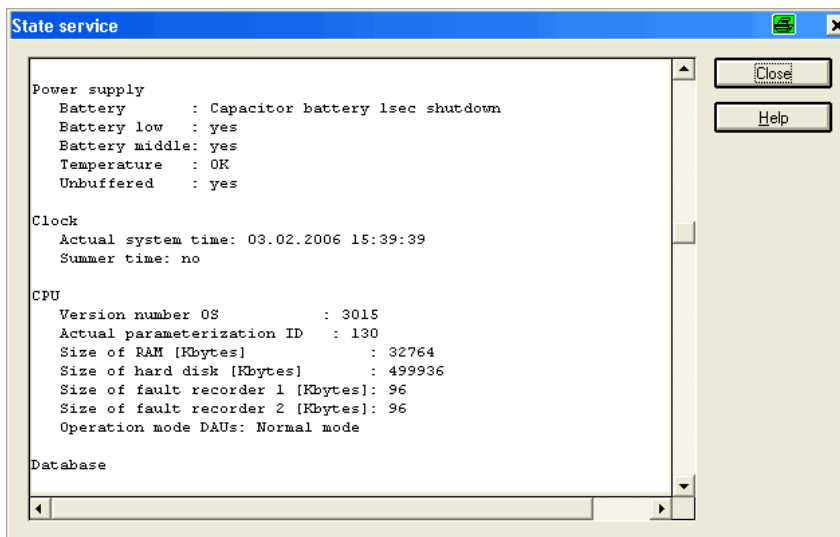 State service
Close
Help
Power supply
Battery : Capacitor battery 1sec shutdown
Battery low : yes
Battery middle: yes
Temperature : OK
Unbuffered : yes
Clock
Actual system time: 03.02.2006 15:39:39
Summer time: no
CPU
Version number OS : 3015
Actual parameterization ID : 130
Size of RAM [Kbytes] : 32764
Size of hard disk [Kbytes] : 499936
Size of fault recorder 1 [Kbytes]: 96
Size of fault recorder 2 [Kbytes]: 96
Operation mode DAUs: Normal mode
Database